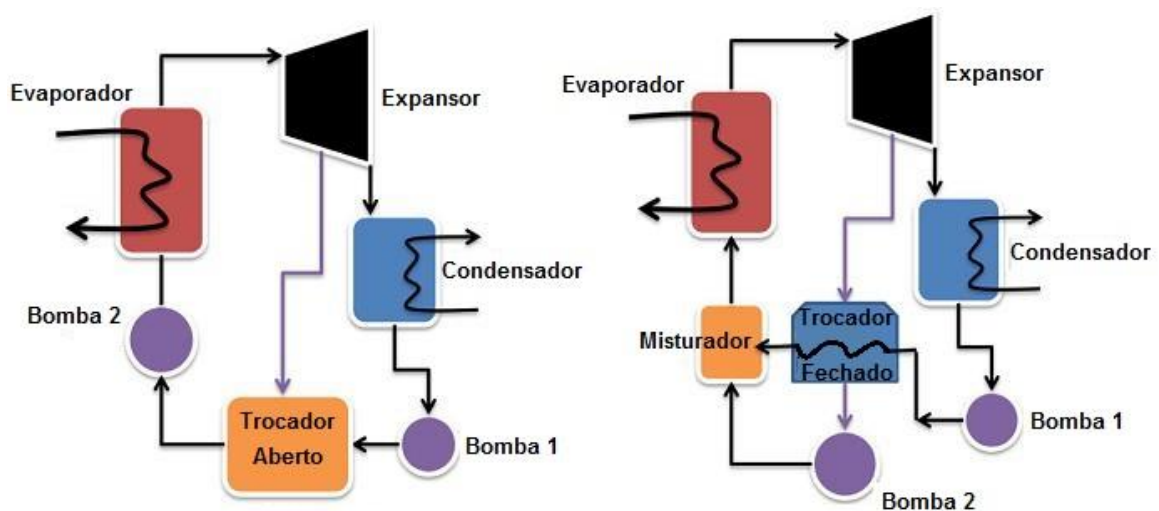 Evaporador
Expansor
Condensador
Bomba 2
Trocador
Aberto
Bomba 1
Evaporador
Expansor
Condensador
Misturador
Trocador
Fechado
Bomba 1
Bomba 2